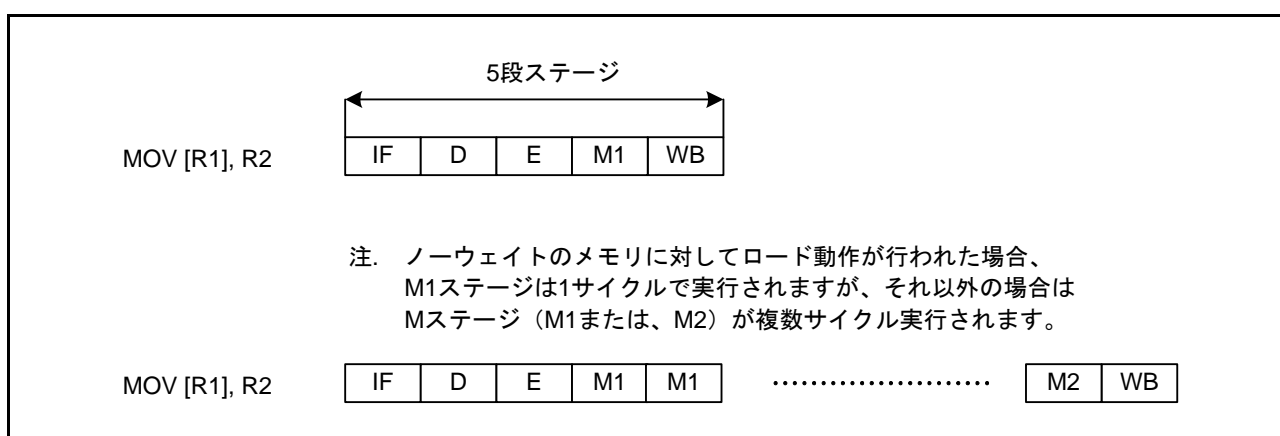 5段ステージ
MOV [R1], R2
IF D E M1 WB
注. ノーウェイトのメモリに対してロード動作が行われた場合、
M1ステージは1サイクルで実行されますが、それ以外の場合は
Mステージ（M1または、M2）が複数サイクル実行されます。
MOV [R1], R2
IF D E M1 M1 ........................ M2 WB